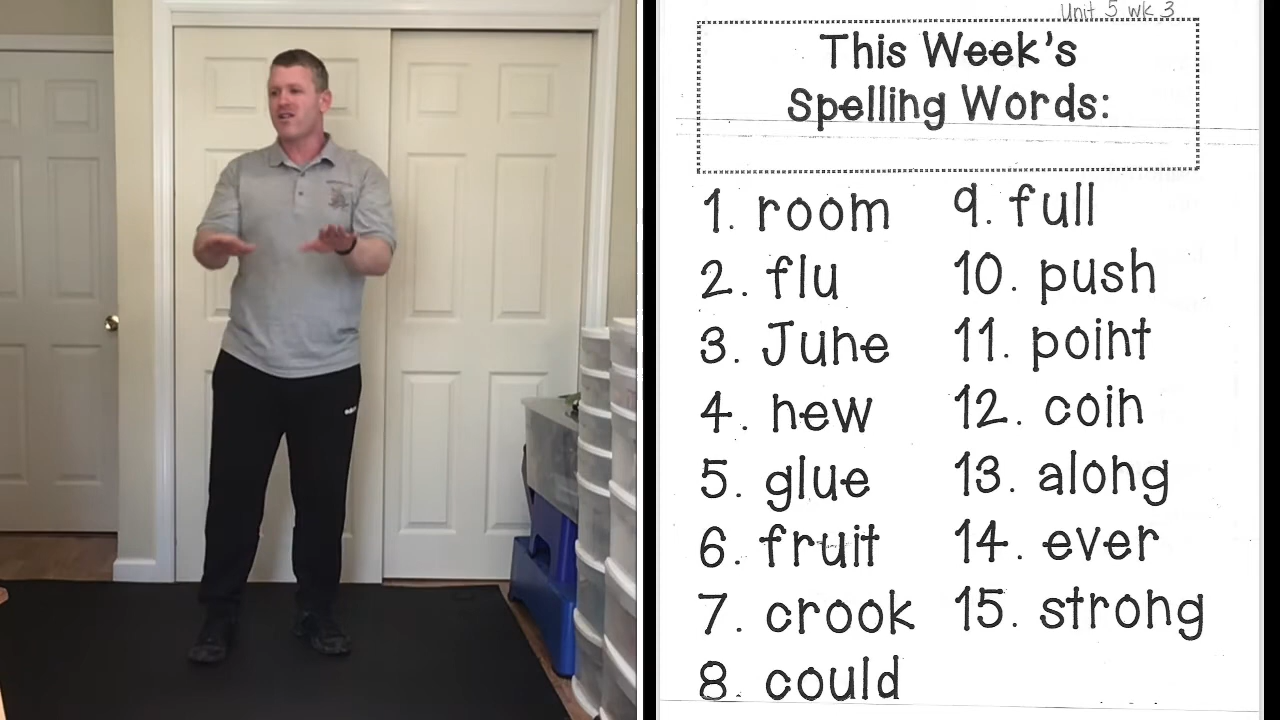 Unit 5 wk 3
This Week's
Spelling Words:
1. room
2. flu
3. June
4. new
5. glue
6. fruit
7. crook
8. could
9. full
10. push
11. point
12. coin
13. along
14. ever
15. strong